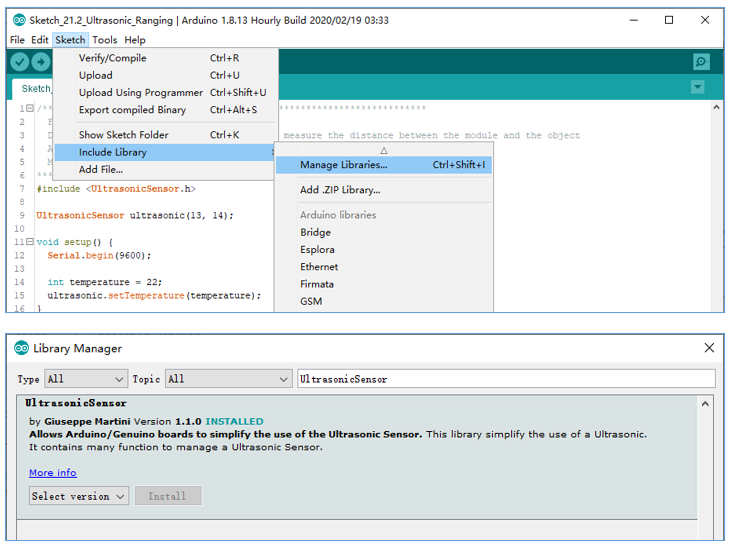 Sketch_21.2_Ultrasonic_Ranging | Arduino 1.8.13 Hourly Build 2020/02/19 03:33
File Edit Sketch Tools Help
Verify/Compile Ctrl+R
Upload Ctrl+U
Upload Using Programmer Ctrl+Shift+U
Export compiled Binary Ctrl+Alt+S
Show Sketch Folder Ctrl+K
Include Library
Add File...
Manage Libraries... Ctrl+Shift+I
Add .ZIP Library...
Arduino libraries
Bridge
Esplora
Ethernet
Firmata
GSM
Sketch_
1 /**
2
3 measure the distance between the module and the object
4
5
6
7 #include <UltrasonicSensor.h>
8
9 UltrasonicSensor ultrasonic(13, 14);
10
11 void setup() {
12 Serial.begin(9600);
13
14 int temperature = 22;
15 ultrasonic.setTemperature(temperature);
16 }
Library Manager
Type All Topic All UltrasonicSensor
UltrasonicSensor
by Giuseppe Martini Version 1.1.0 INSTALLED
Allows Arduino/Genuino boards to simplify the use of the Ultrasonic Sensor. This library simplify the use of a Ultrasonic.
It contains many function to manage a Ultrasonic Sensor.
More info
Select version Install